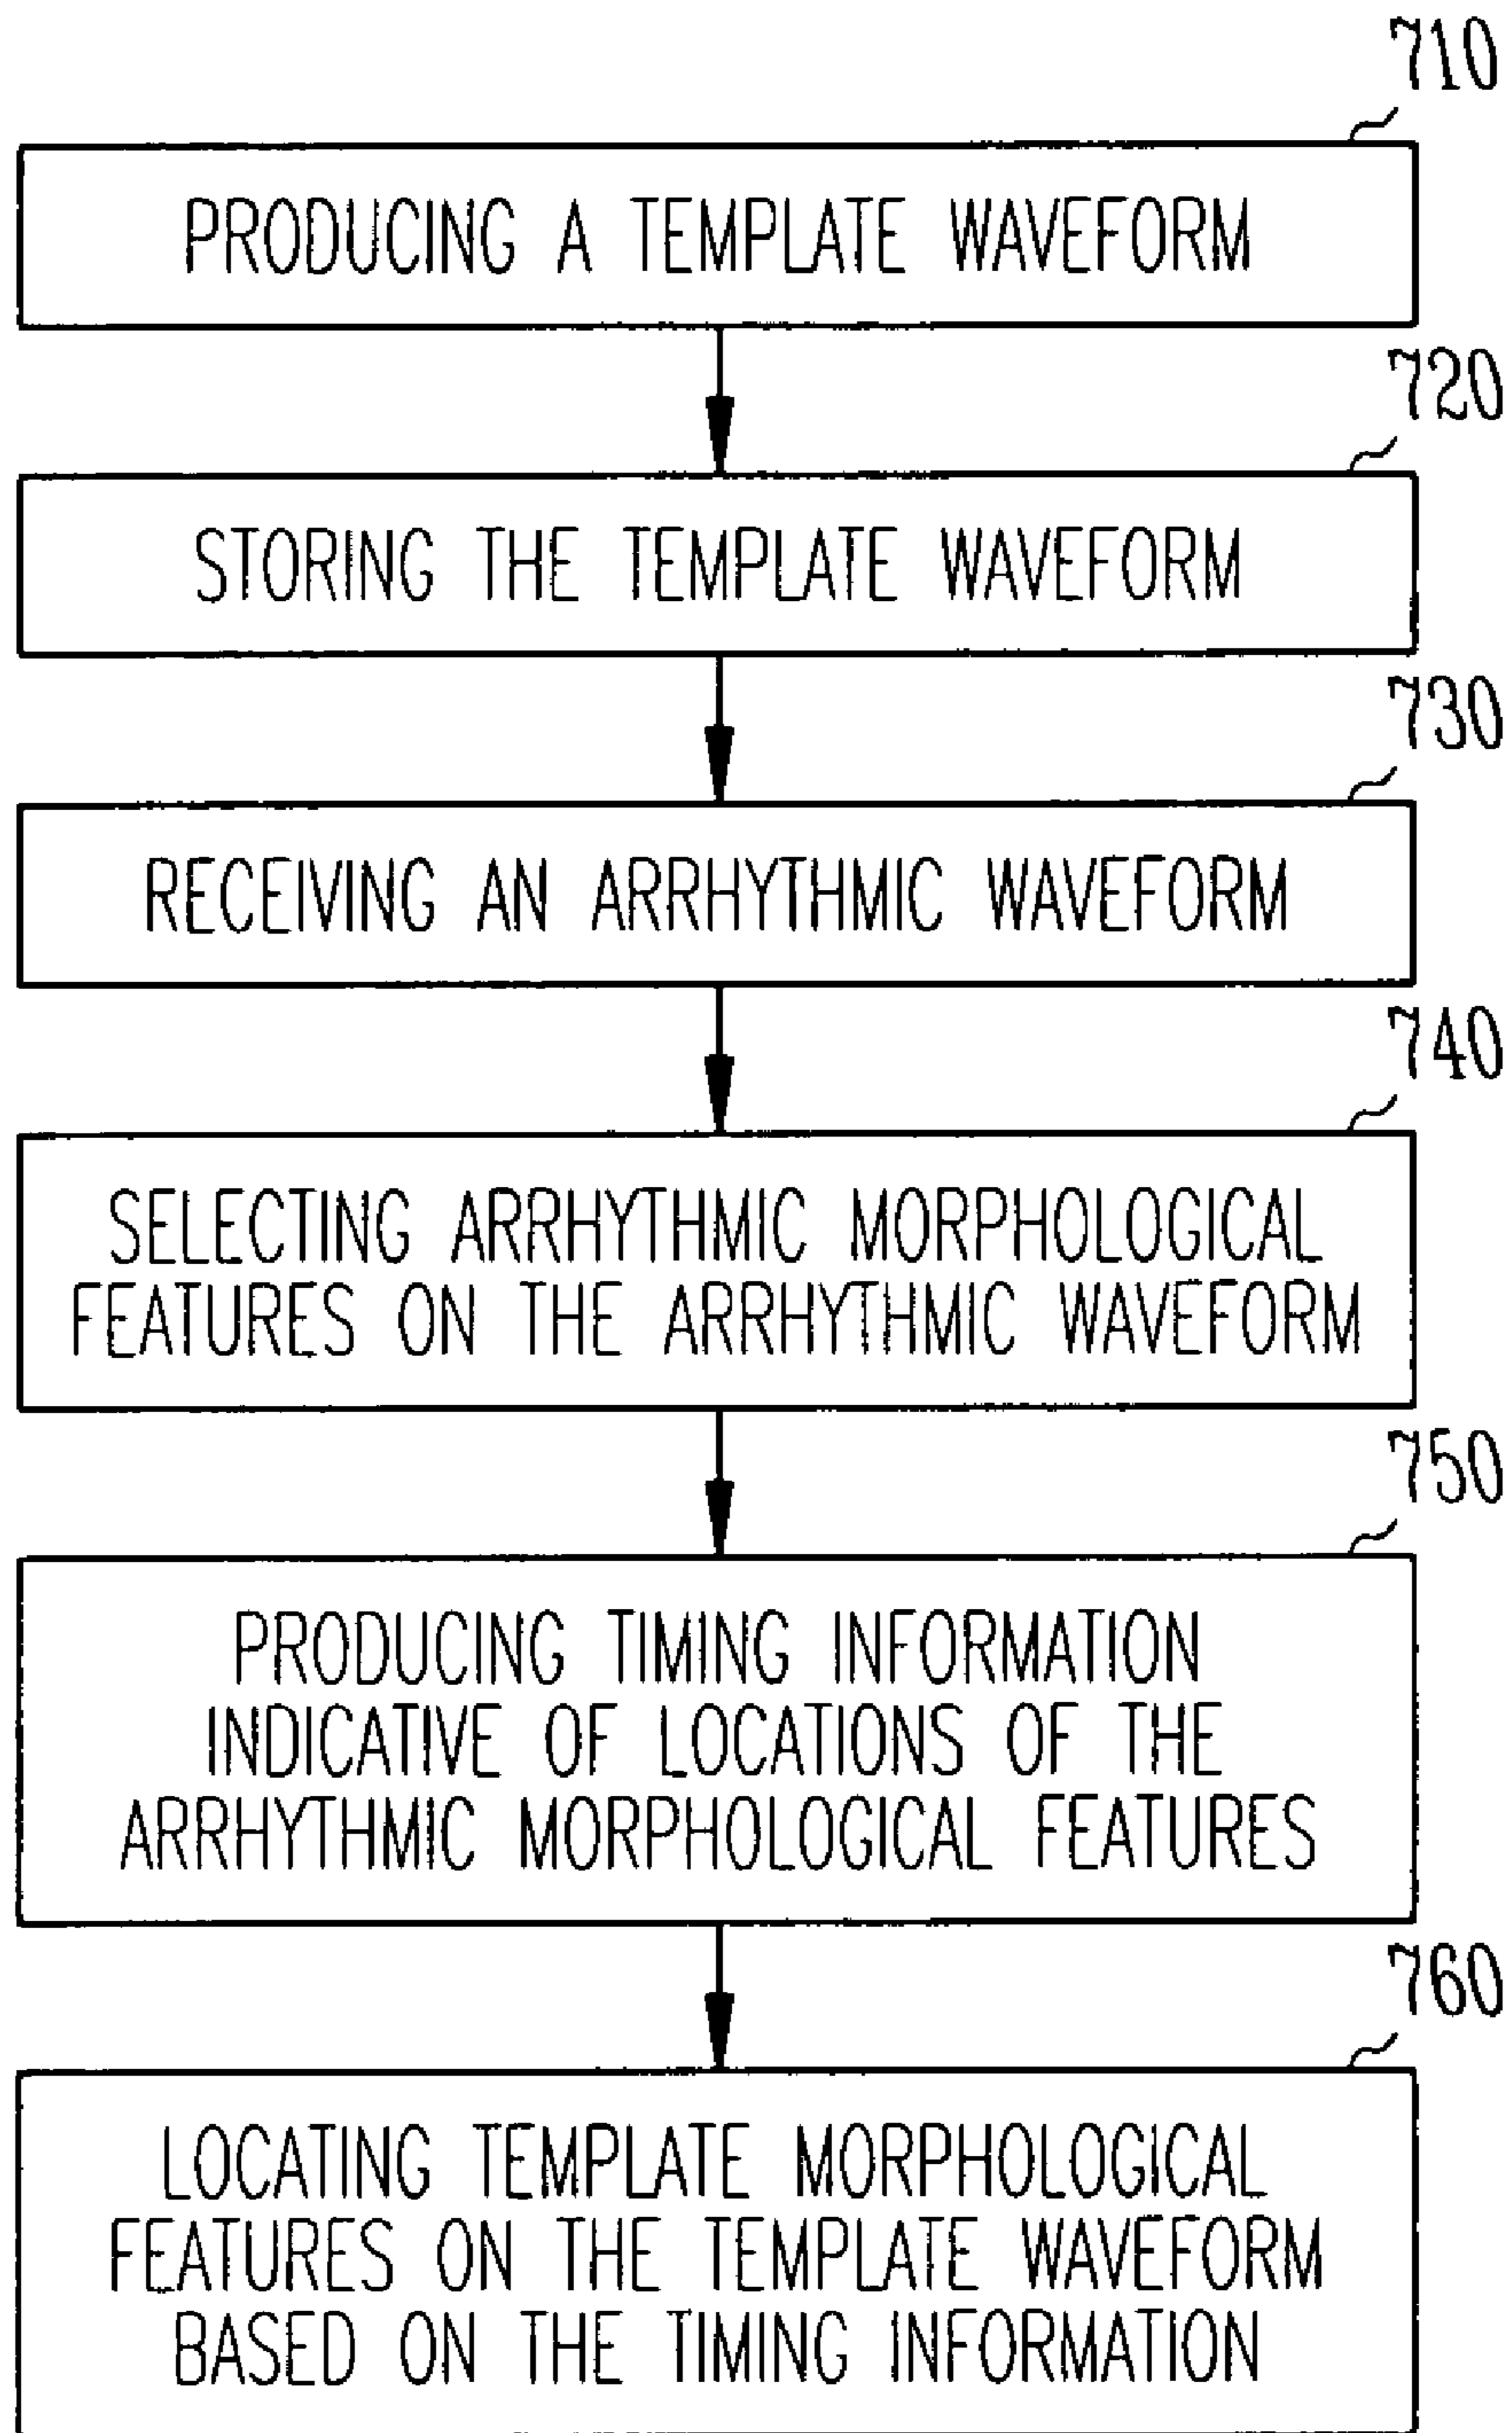 710
PRODUCING A TEMPLATE WAVEFORM
720
STORING THE TEMPLATE WAVEFORM
730
RECEIVING AN ARRHYTHMIC WAVEFORM
740
SELECTING ARRHYTHMIC MORPHOLOGICAL
FEATURES ON THE ARRHYTHMIC WAVEFORM
750
PRODUCING TIMING INFORMATION
INDICATIVE OF LOCATIONS OF THE
ARRHYTHMIC MORPHOLOGICAL FEATURES
760
LOCATING TEMPLATE MORPHOLOGICAL
FEATURES ON THE TEMPLATE WAVEFORM
BASED ON THE TIMING INFORMATION